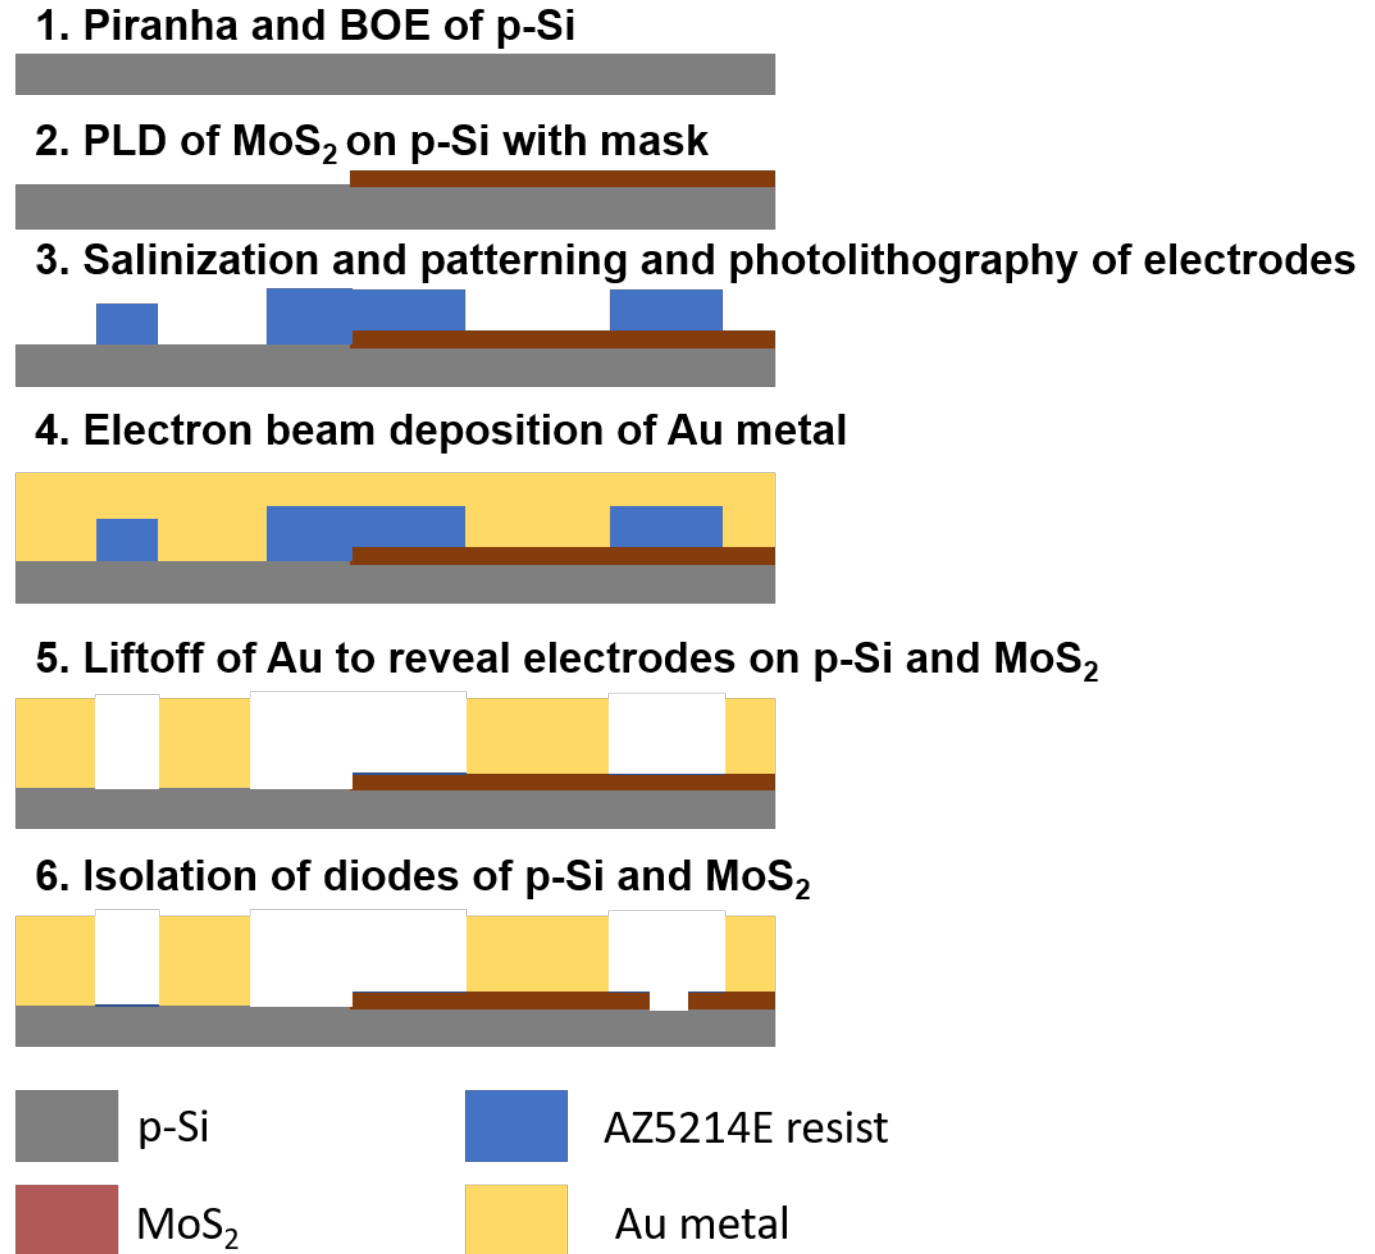 1. Piranha and BOE of p-Si
2. PLD of MoS₂ on p-Si with mask
3. Salinization and patterning and photolithography of electrodes
4. Electron beam deposition of Au metal
5. Liftoff of Au to reveal electrodes on p-Si and MoS₂
6. Isolation of diodes of p-Si and MoS₂
p-Si
AZ5214E resist
MoS₂
Au metal